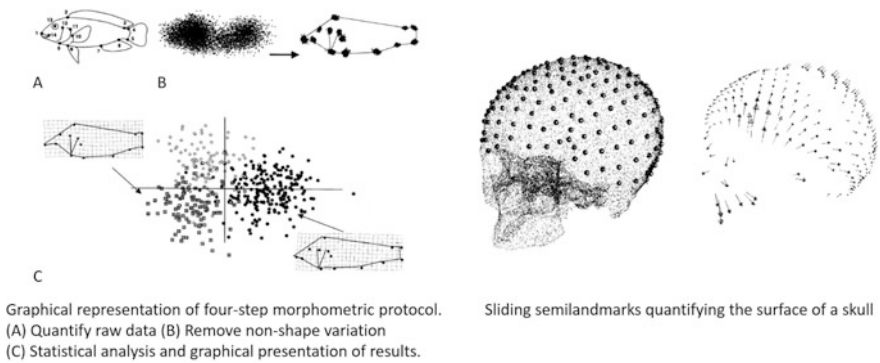 A
B
C
Graphical representation of four-step morphometric protocol.
(A) Quantify raw data (B) Remove non-shape variation
(C) Statistical analysis and graphical presentation of results.
Sliding semilandmarks quantifying the surface of a skull